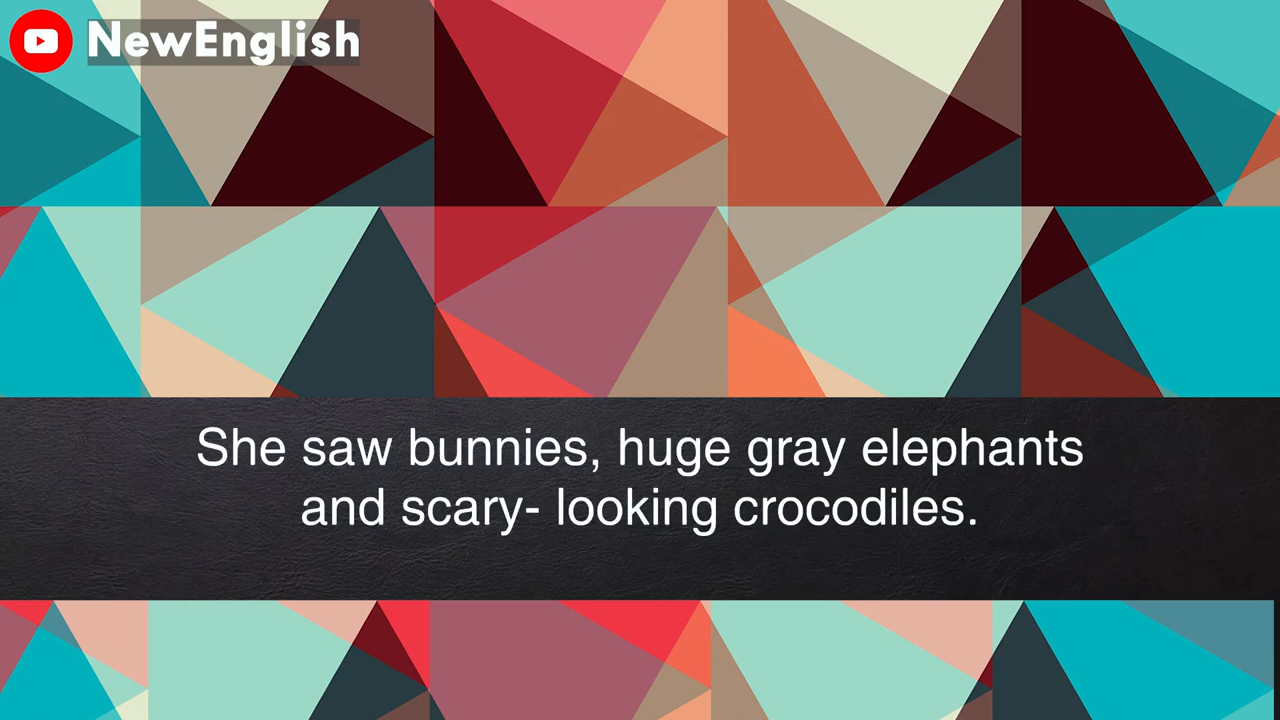 NewEnglish
She saw bunnies, huge gray elephants
and scary- looking crocodiles.